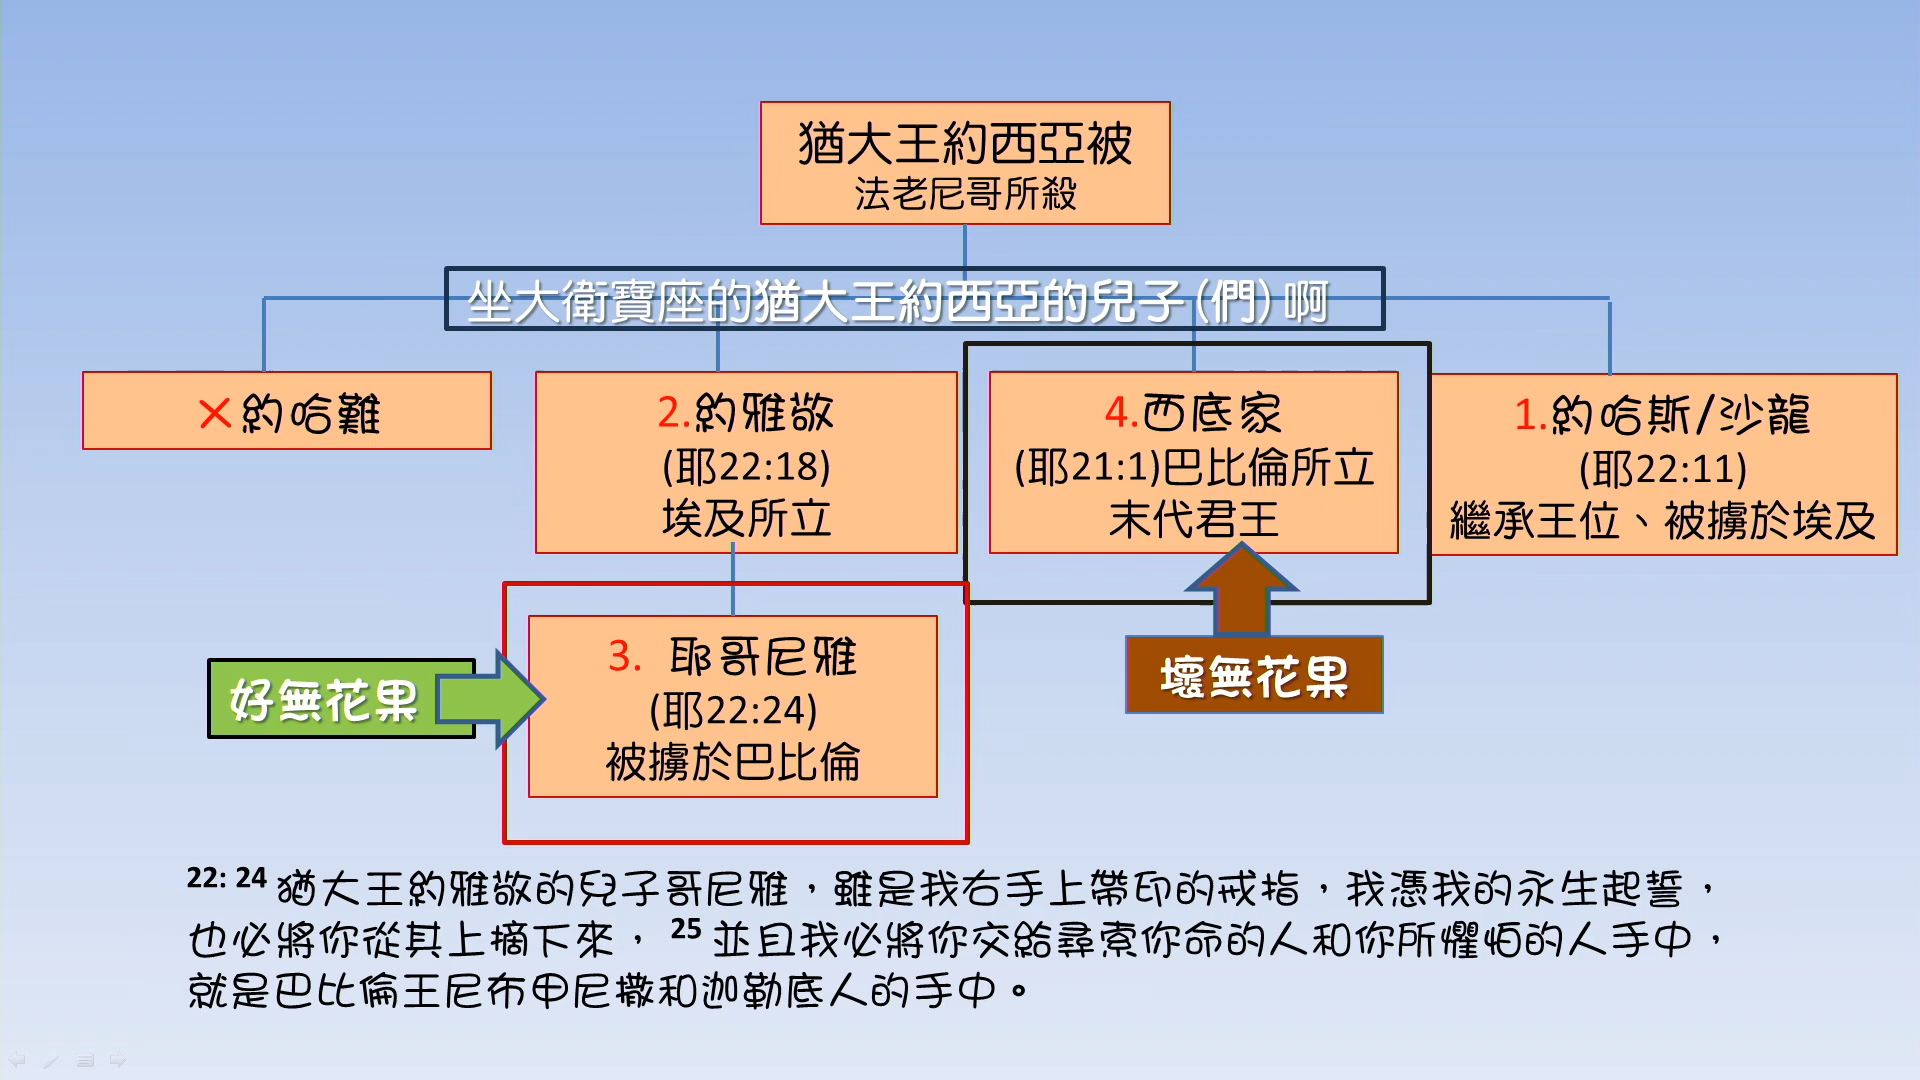 猶大王約西亞被
法老尼哥所殺
坐大衛寶座的猶大王約西亞的兒子(們)啊
×約哈難
2.約雅敬
(耶22:18)
埃及所立
4.西底家
(耶21:1)巴比倫所立
末代君王
1.約哈斯/沙龍
(耶22:11)
繼承王位、被擄於埃及
好無花果
3. 耶哥尼雅
(耶22:24)
被擄於巴比倫
壞無花果
22: 24 猶大王約雅敬的兒子哥尼雅，雖是我右手上帶印的戒指，我憑我的永生起誓，
也必將你從其上摘下來， 25 並且我必將你交給尋索你命的人和你所懼怕的人手中，
就是巴比倫王尼布甲尼撒和迦勒底人的手中。